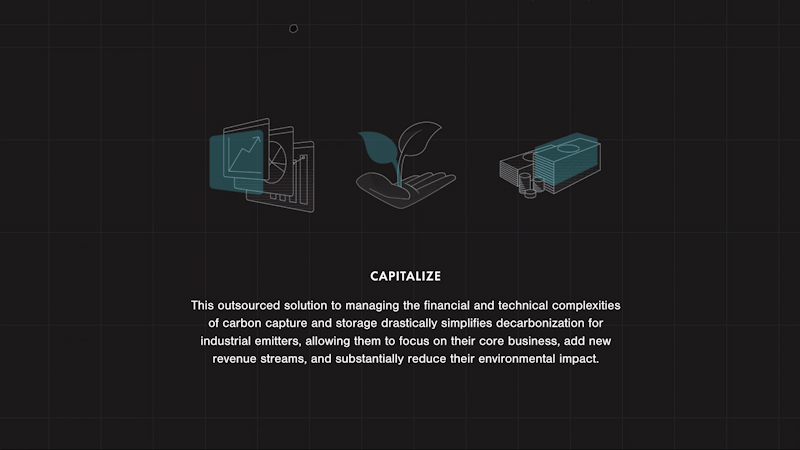 CAPITALIZE
This outsourced solution to managing the financial and technical complexities
of carbon capture and storage drastically simplifies decarbonization for
industrial emitters, allowing them to focus on their core business, add new
revenue streams, and substantially reduce their environmental impact.